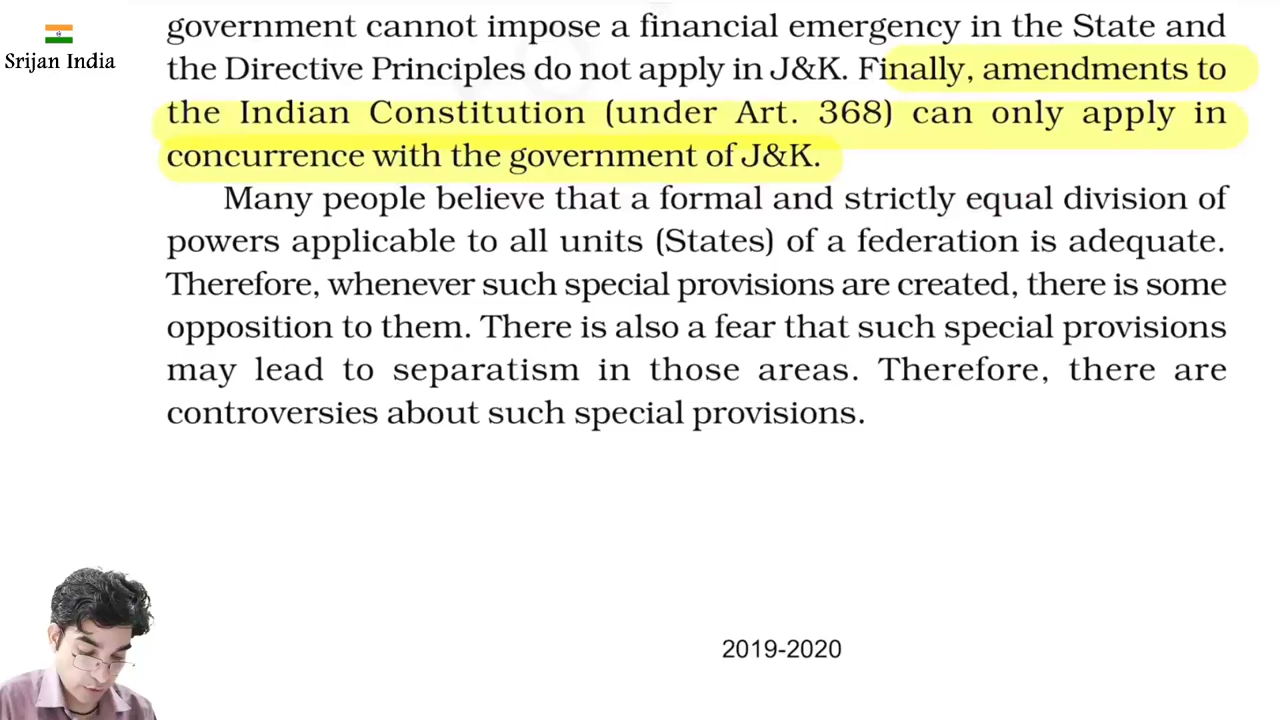 Srijan India
government cannot impose a financial emergency in the State and
the Directive Principles do not apply in J&K. Finally, amendments to
the Indian Constitution (under Art. 368) can only apply in
concurrence with the government of J&K.
Many people believe that a formal and strictly equal division of
powers applicable to all units (States) of a federation is adequate.
Therefore, whenever such special provisions are created, there is some
opposition to them. There is also a fear that such special provisions
may lead to separatism in those areas. Therefore, there are
controversies about such special provisions.
2019-2020